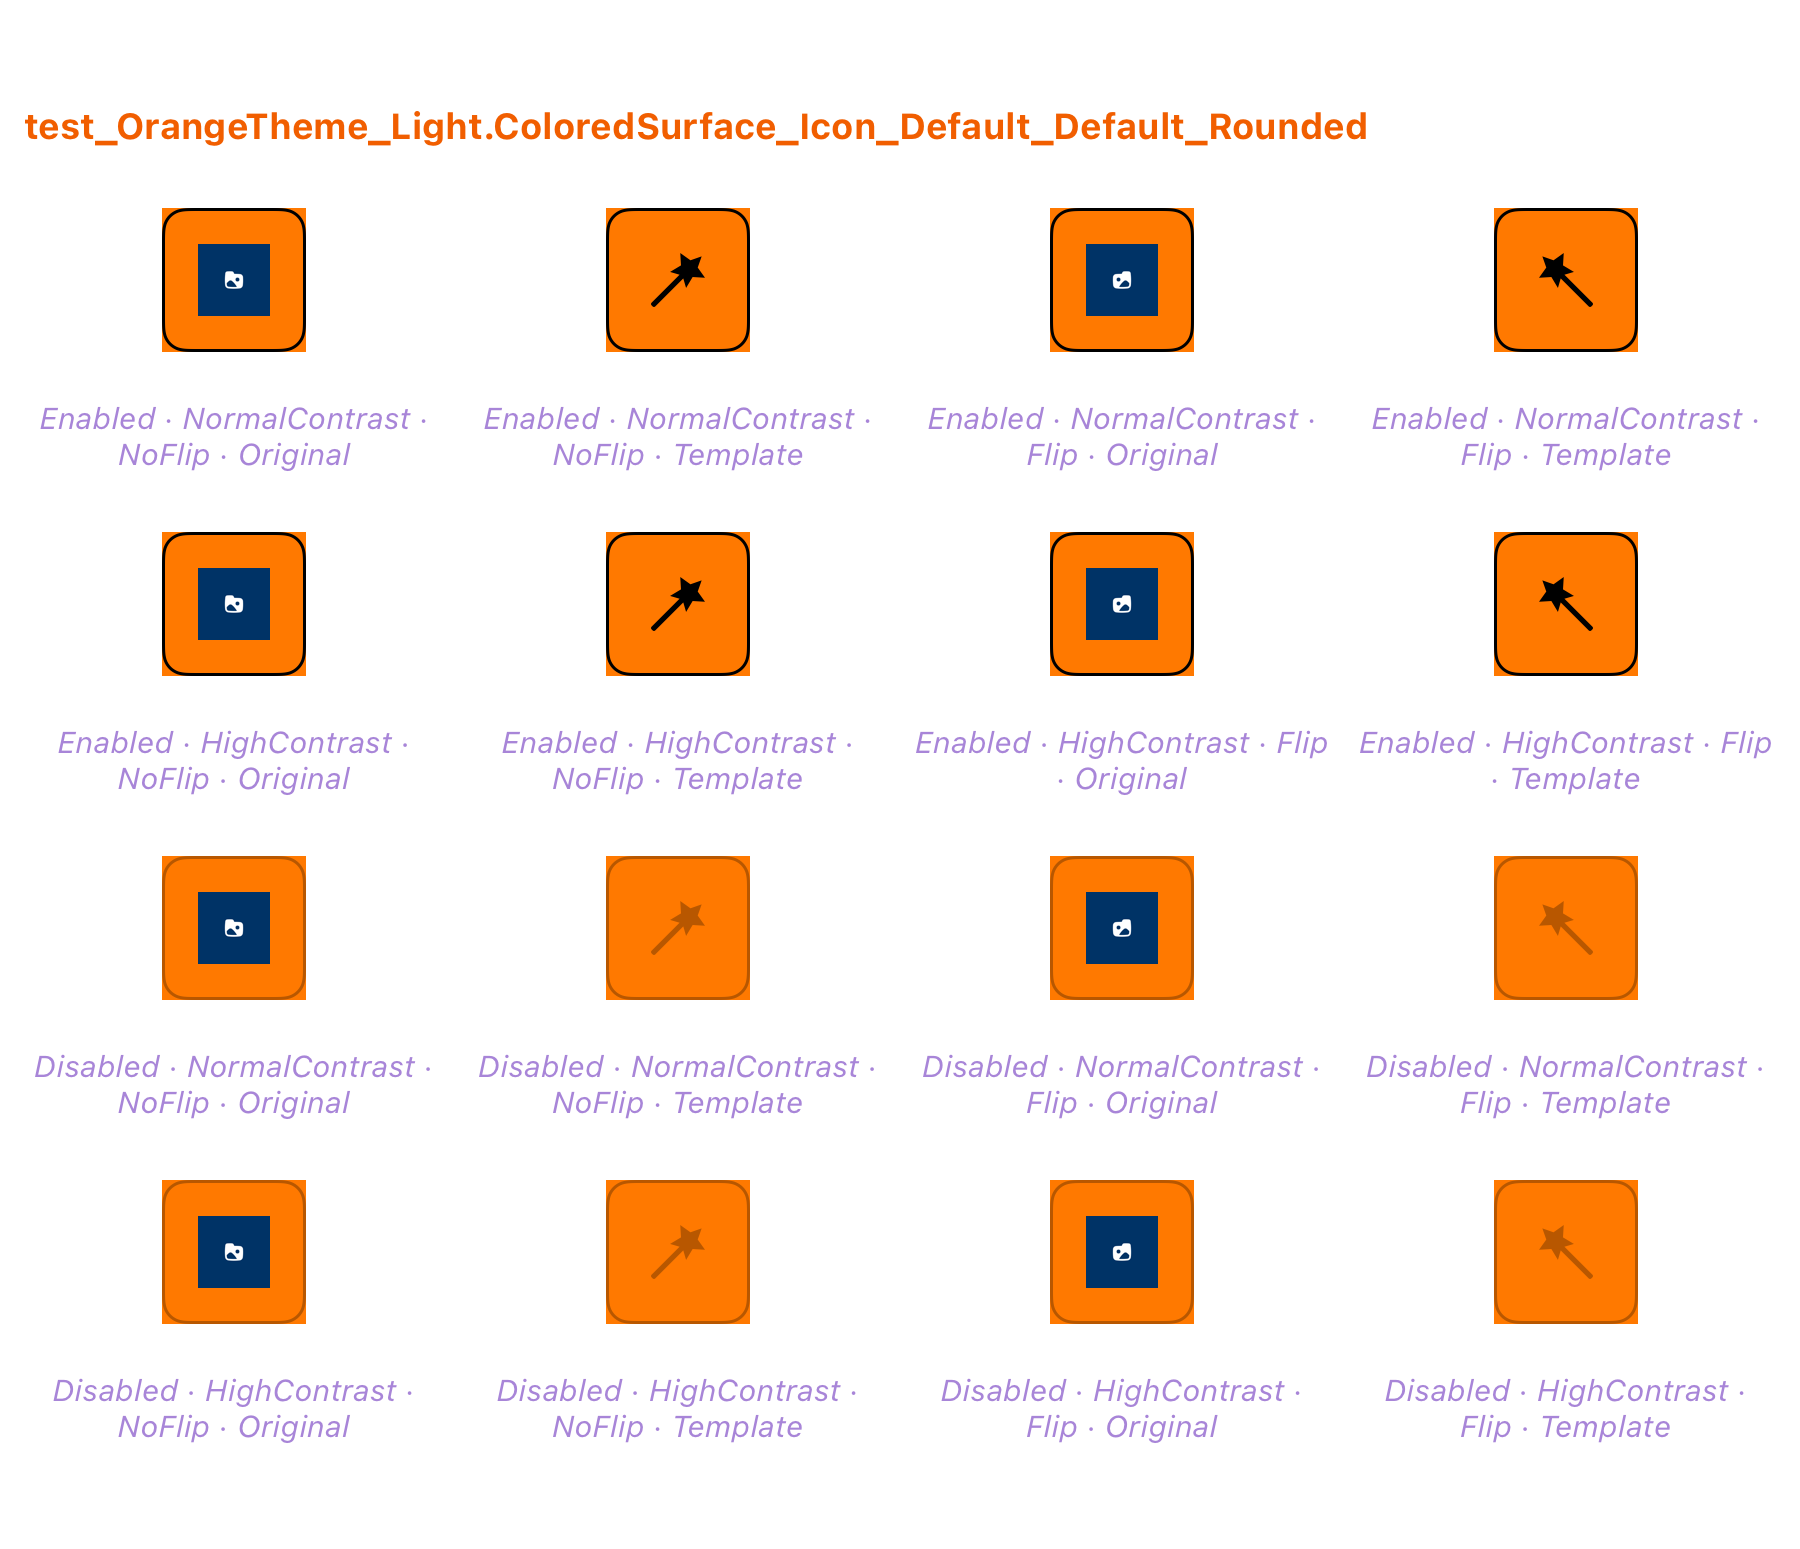 test_OrangeTheme_Light.ColoredSurface_Icon_Default_Default_Rounded
Enabled · NormalContrast ·
NoFlip · Original
Enabled · NormalContrast ·
NoFlip · Template
Enabled · NormalContrast ·
Flip · Original
Enabled · NormalContrast ·
Flip · Template
Enabled · HighContrast ·
NoFlip · Original
Enabled · HighContrast ·
NoFlip · Template
Enabled · HighContrast · Flip
· Original
Enabled · HighContrast · Flip
· Template
Disabled · NormalContrast ·
NoFlip · Original
Disabled · NormalContrast ·
NoFlip · Template
Disabled · NormalContrast ·
Flip · Original
Disabled · NormalContrast ·
Flip · Template
Disabled · HighContrast ·
NoFlip · Original
Disabled · HighContrast ·
NoFlip · Template
Disabled · HighContrast ·
Flip · Original
Disabled · HighContrast ·
Flip · Template